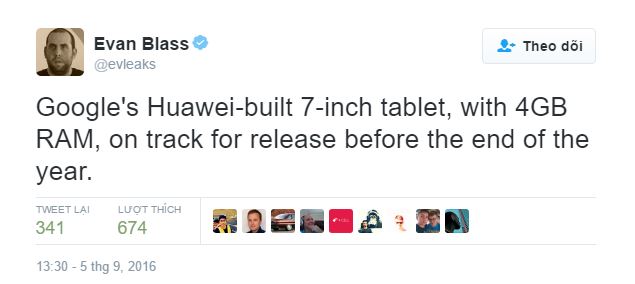 Evan Blass
@evleaks
Theo dõi
Google's Huawei-built 7-inch tablet, with 4GB
RAM, on track for release before the end of the
year.
TWEET LẠI LƯỢT THÍCH
341 674
13:30 - 5 thg 9, 2016